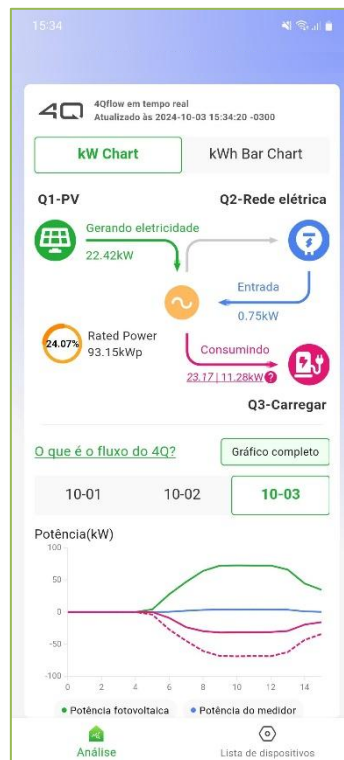 15:34
4Q
4Qflow em tempo real
Atualizado às 2024-10-03 15:34:20 -0300
kW Chart
kWh Bar Chart
Q1-PV
Q2-Rede elétrica
Gerando eletricidade
22.42kW
Entrada
0.75kW
24.07%
Rated Power
93.15kWp
Consumindo
23.17 | 11.28kW ?
Q3-Carregar
O que é o fluxo do 4Q?
Gráfico completo
10-01
10-02
10-03
Potência(kW)
100
50
0
-50
-100
0 2 4 6 8 10 12 14
Potência fotovoltaica
Potência do medidor
Análise
Lista de dispositivos